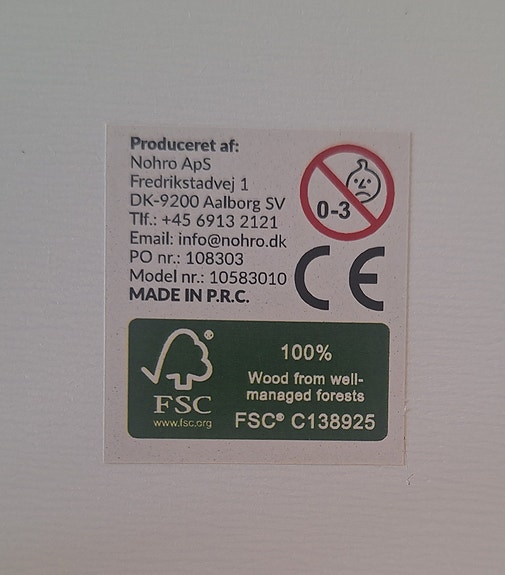 Produceret af:
Nohro ApS
Fredrikstadvej 1
DK-9200 Aalborg SV
Tlf.: +45 6913 2121
Email: info@nohro.dk
PO nr.: 108303
Model nr.: 10583010
MADE IN P.R.C.
0-3
CE
FSC
www.fsc.org
100%
Wood from well-
managed forests
FSC® C138925